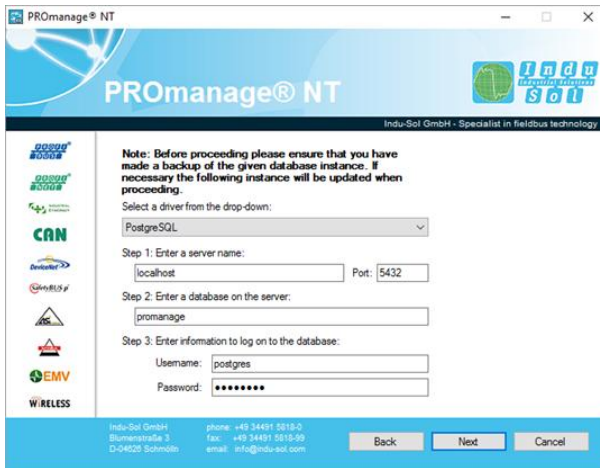 PROmanage® NT
PROmanage® NT
Indu
Industrial Solutions
Sol
Indu-Sol GmbH - Specialist in fieldbus technology
Note: Before proceeding please ensure that you have
made a backup of the given database instance. If
necessary the following instance will be updated when
proceeding.
Select a driver from the drop-down:
PostgreSQL
Step 1: Enter a server name:
localhost Port: 5432
Step 2: Enter a database on the server:
promanage
Step 3: Enter information to log on to the database:
Username: postgres
Password: ●●●●●●●●
CAN
DeviceNet
SafetyBUS p
EMV
WIRELESS
Indu-Sol GmbH phone: +49 34491 5818-0
Blumenstraße 3 fax: +49 34491 5818-99
D-04626 Schmölln email: info@indu-sol.com
Back Next Cancel